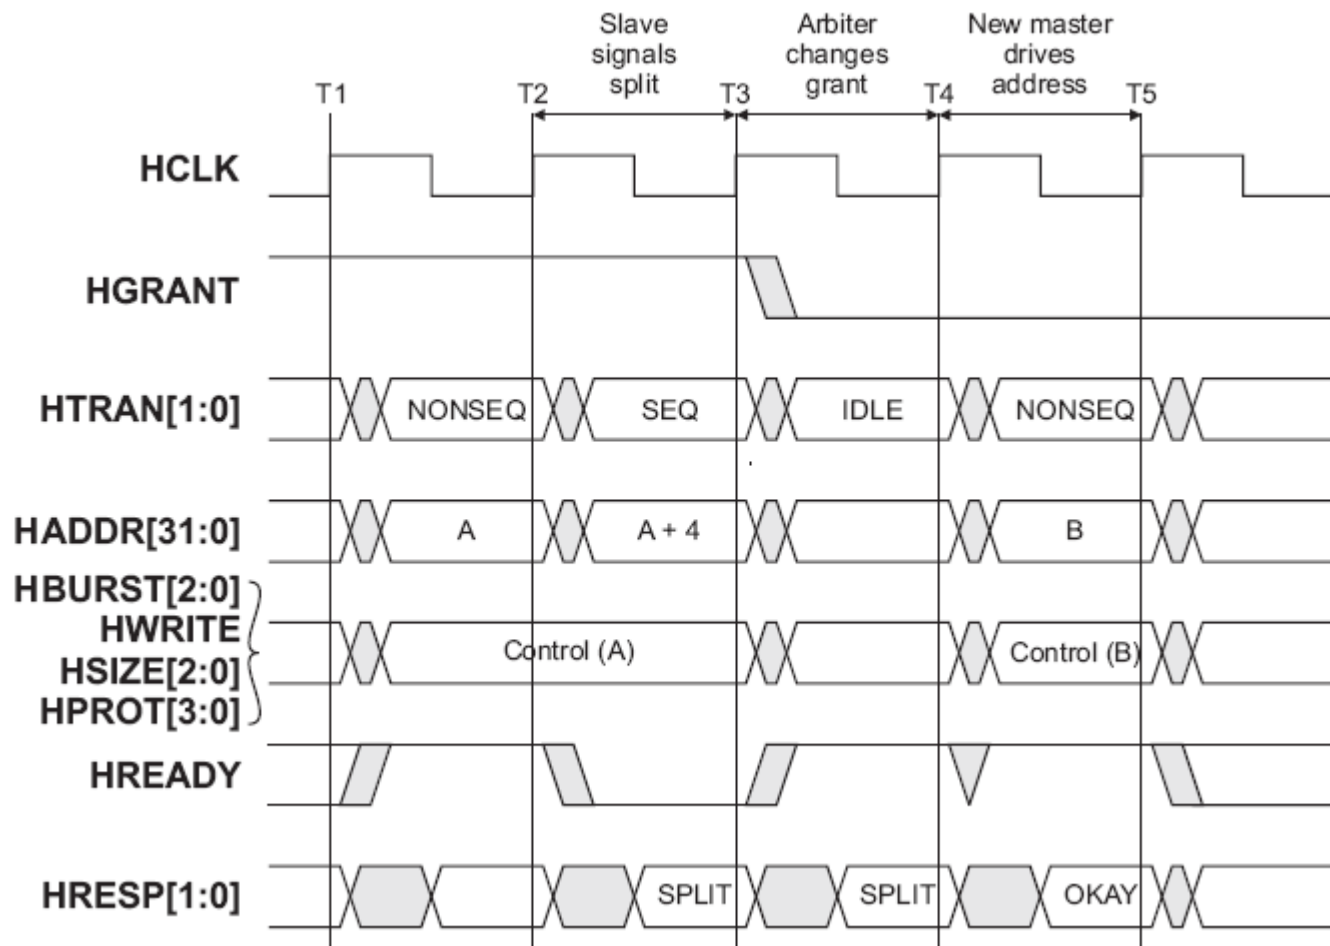 Slave
signals
split
Arbiter
changes
grant
New master
drives
address
T1
T2
T3
T4
T5
HCLK
HGRANT
HTRAN[1:0]
NONSEQ
SEQ
IDLE
NONSEQ
HADDR[31:0]
A
A + 4
B
HBURST[2:0]
HWRITE
HSIZE[2:0]
HPROT[3:0]
Control (A)
Control (B)
HREADY
HRESP[1:0]
SPLIT
SPLIT
OKAY